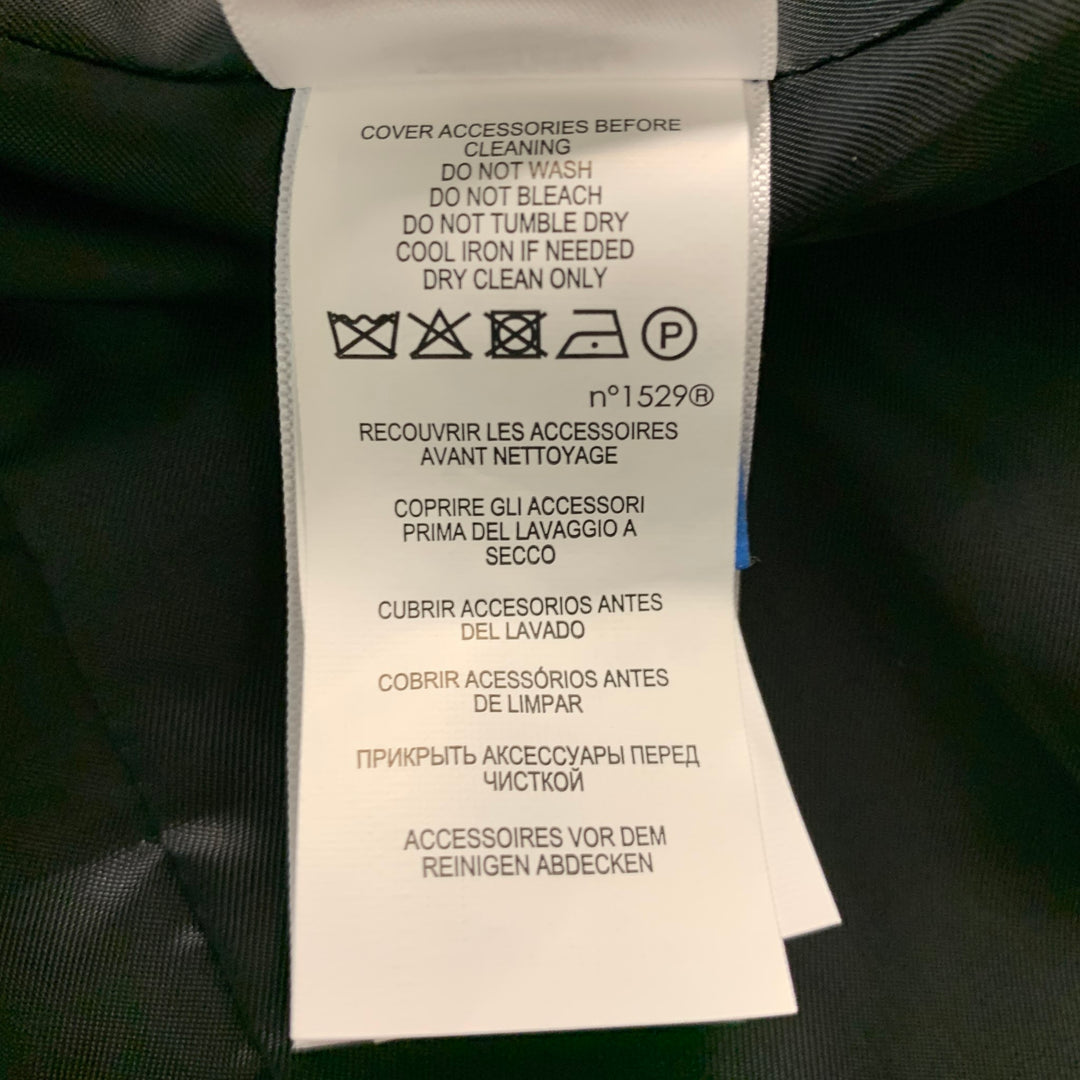 COVER ACCESSORIES BEFORE
CLEANING
DO NOT WASH
DO NOT BLEACH
DO NOT TUMBLE DRY
COOL IRON IF NEEDED
DRY CLEAN ONLY
P
n°1529®
RECOUVRIR LES ACCESSOIRES
AVANT NETTOYAGE
COPRIRE GLI ACCESSORI
PRIMA DEL LAVAGGIO A
SECCO
CUBRIR ACCESORIOS ANTES
DEL LAVADO
COBRIR ACESSÓRIOS ANTES
DE LIMPAR
ПРИКРЫТЬ АКСЕССУАРЫ ПЕРЕД
ЧИСТКОЙ
ACCESSOIRES VOR DEM
REINIGEN ABDECKEN